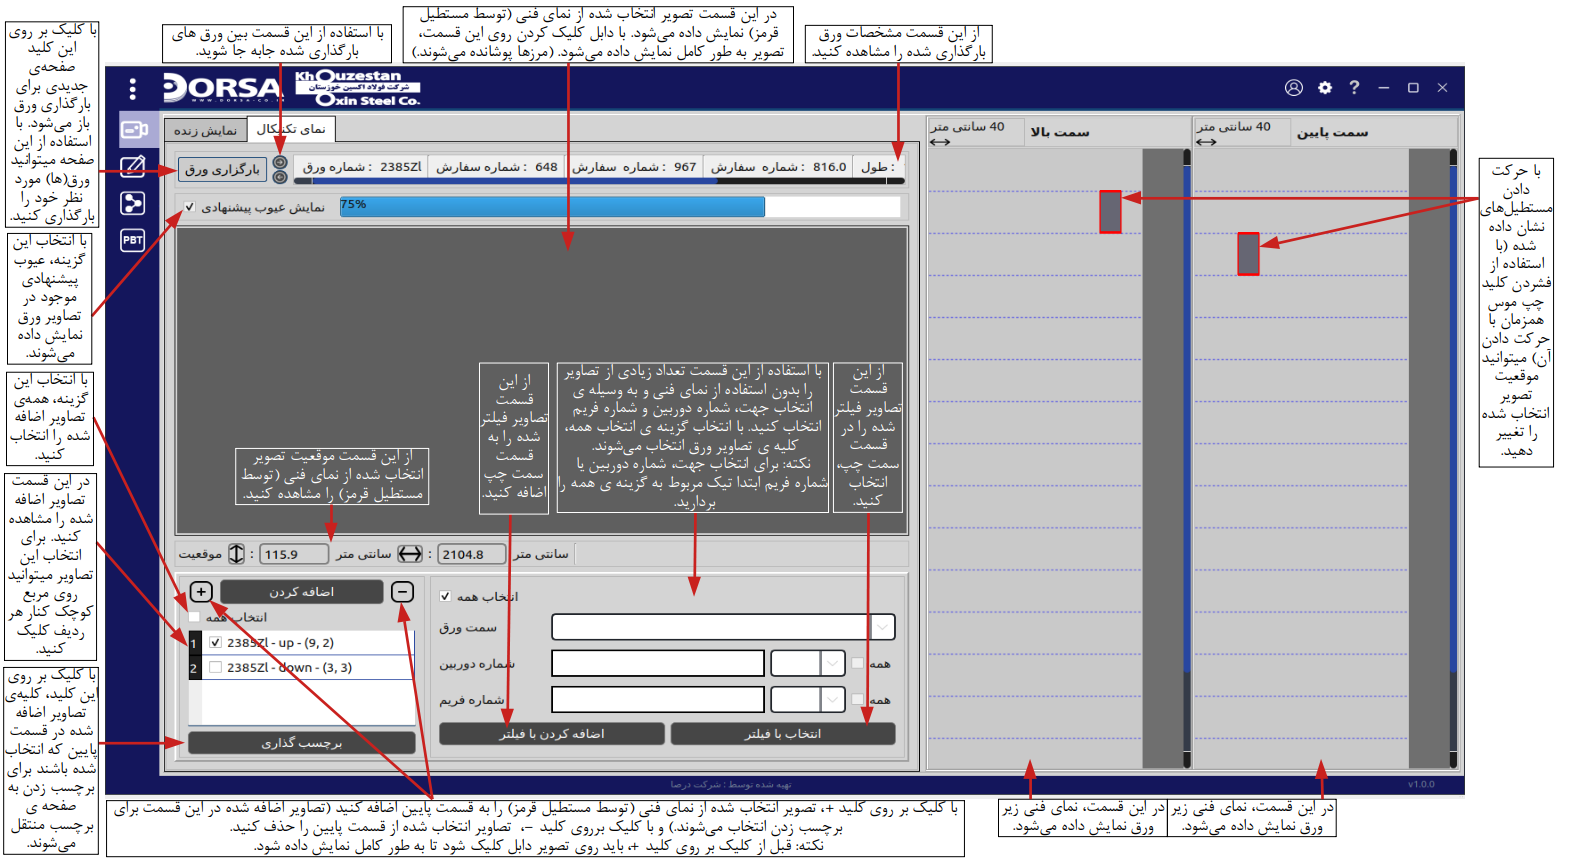 با کلیک بر روی
این کلید
صفحه‌ی
جدیدی برای
بارگذاری ورق
باز می‌شود. با
استفاده از این
صفحه میتوانید
ورق(ها) مورد
نظر خود را
بارگذاری کنید.
با استفاده از این قسمت بین ورق های
بارگذاری شده جابه جا شوید.
در این قسمت تصویر انتخاب شده از نمای فنی (توسط مستطیل
قرمز) نمایش داده می‌شود. با دابل کلیک کردن روی این قسمت،
تصویر به طور کامل نمایش داده می‌شود. (مرزها پوشانده می‌شوند.)
از این قسمت مشخصات ورق
بارگذاری شده را مشاهده کنید.
DORSA
WWW.DORSA-CO.IR
Khouzestan
شرکت فولاد اکسین خوزستان
Oxin Steel Co.
نمایش زنده
نمای تکنیکال
بارگزاری ورق
شماره ورق : 2385Zl
شماره سفارش : 648
شماره سفارش : 967
طول : 816.0
:
نمایش عیوب پیشنهادی
75%
40 سانتی متر
سمت بالا
40 سانتی متر
سمت پایین
PBT
با حرکت
دادن
مستطیل‌های
نشان داده
شده (با
استفاده از
فشردن کلید
چپ موس
همزمان با
حرکت دادن
آن) میتوانید
موقعیت
تصویر
انتخاب شده
را تغییر
دهید.
با انتخاب این
گزینه، عیوب
پیشنهادی
موجود در
تصاویر ورق
نمایش داده
می‌شوند.
با انتخاب این
گزینه، همه‌ی
تصاویر اضافه
شده را انتخاب
کنید.
در این قسمت
تصاویر اضافه
شده را مشاهده
کنید. برای
انتخاب این
تصاویر میتوانید
روی مربع
کوچک کنار هر
ردیف کلیک
کنید.
با کلیک بر روی
این کلید، کلیه‌ی
تصاویر اضافه
شده در قسمت
پایین که انتخاب
شده باشند برای
برچسب زدن به
صفحه ی
برچسب منتقل
می‌شوند.
از این قسمت موقعیت تصویر
انتخاب شده از نمای فنی (توسط
مستطیل قرمز) را مشاهده کنید.
از این
قسمت
تصاویر فیلتر
شده را به
قسمت
سمت چپ
اضافه کنید.
با استفاده از این قسمت تعداد زیادی از تصاویر
را بدون استفاده از نمای فنی و به وسیله ی
انتخاب جهت، شماره دوربین و شماره فریم
انتخاب کنید. با انتخاب گزینه ی انتخاب همه،
کلیه ی تصاویر ورق انتخاب می‌شوند.
نکته: برای انتخاب جهت، شماره دوربین یا
شماره فریم ابتدا تیک مربوط به گزینه ی همه را
بردارید.
از این
قسمت
تصاویر فیلتر
شده را در
قسمت
سمت چپ،
انتخاب
کنید.
موقعیت
: 115.9
سانتی متر
: 2104.8
سانتی متر
+
اضافه کردن
−
انتخاب همه
1 2385Zl - up - (9, 2)
2 2385Zl - down - (3, 3)
برچسب گذاری
انتخاب همه
سمت ورق
شماره دوربین
همه
شماره فریم
همه
اضافه کردن با فیلتر
انتخاب با فیلتر
تهیه شده توسط : شرکت درصا
v1.0.0
با کلیک بر روی کلید +، تصویر انتخاب شده از نمای فنی (توسط مستطیل قرمز) را به قسمت پایین اضافه کنید (تصاویر اضافه شده در این قسمت برای
برچسب زدن انتخاب می‌شوند.) و با کلیک برروی کلید −، تصاویر انتخاب شده از قسمت پایین را حذف کنید.
نکته: قبل از کلیک بر روی کلید +، باید روی تصویر دابل کلیک شود تا به طور کامل نمایش داده شود.
در این قسمت، نمای فنی زیر
ورق نمایش داده می‌شود.
در این قسمت، نمای فنی زیر
ورق نمایش داده می‌شود.